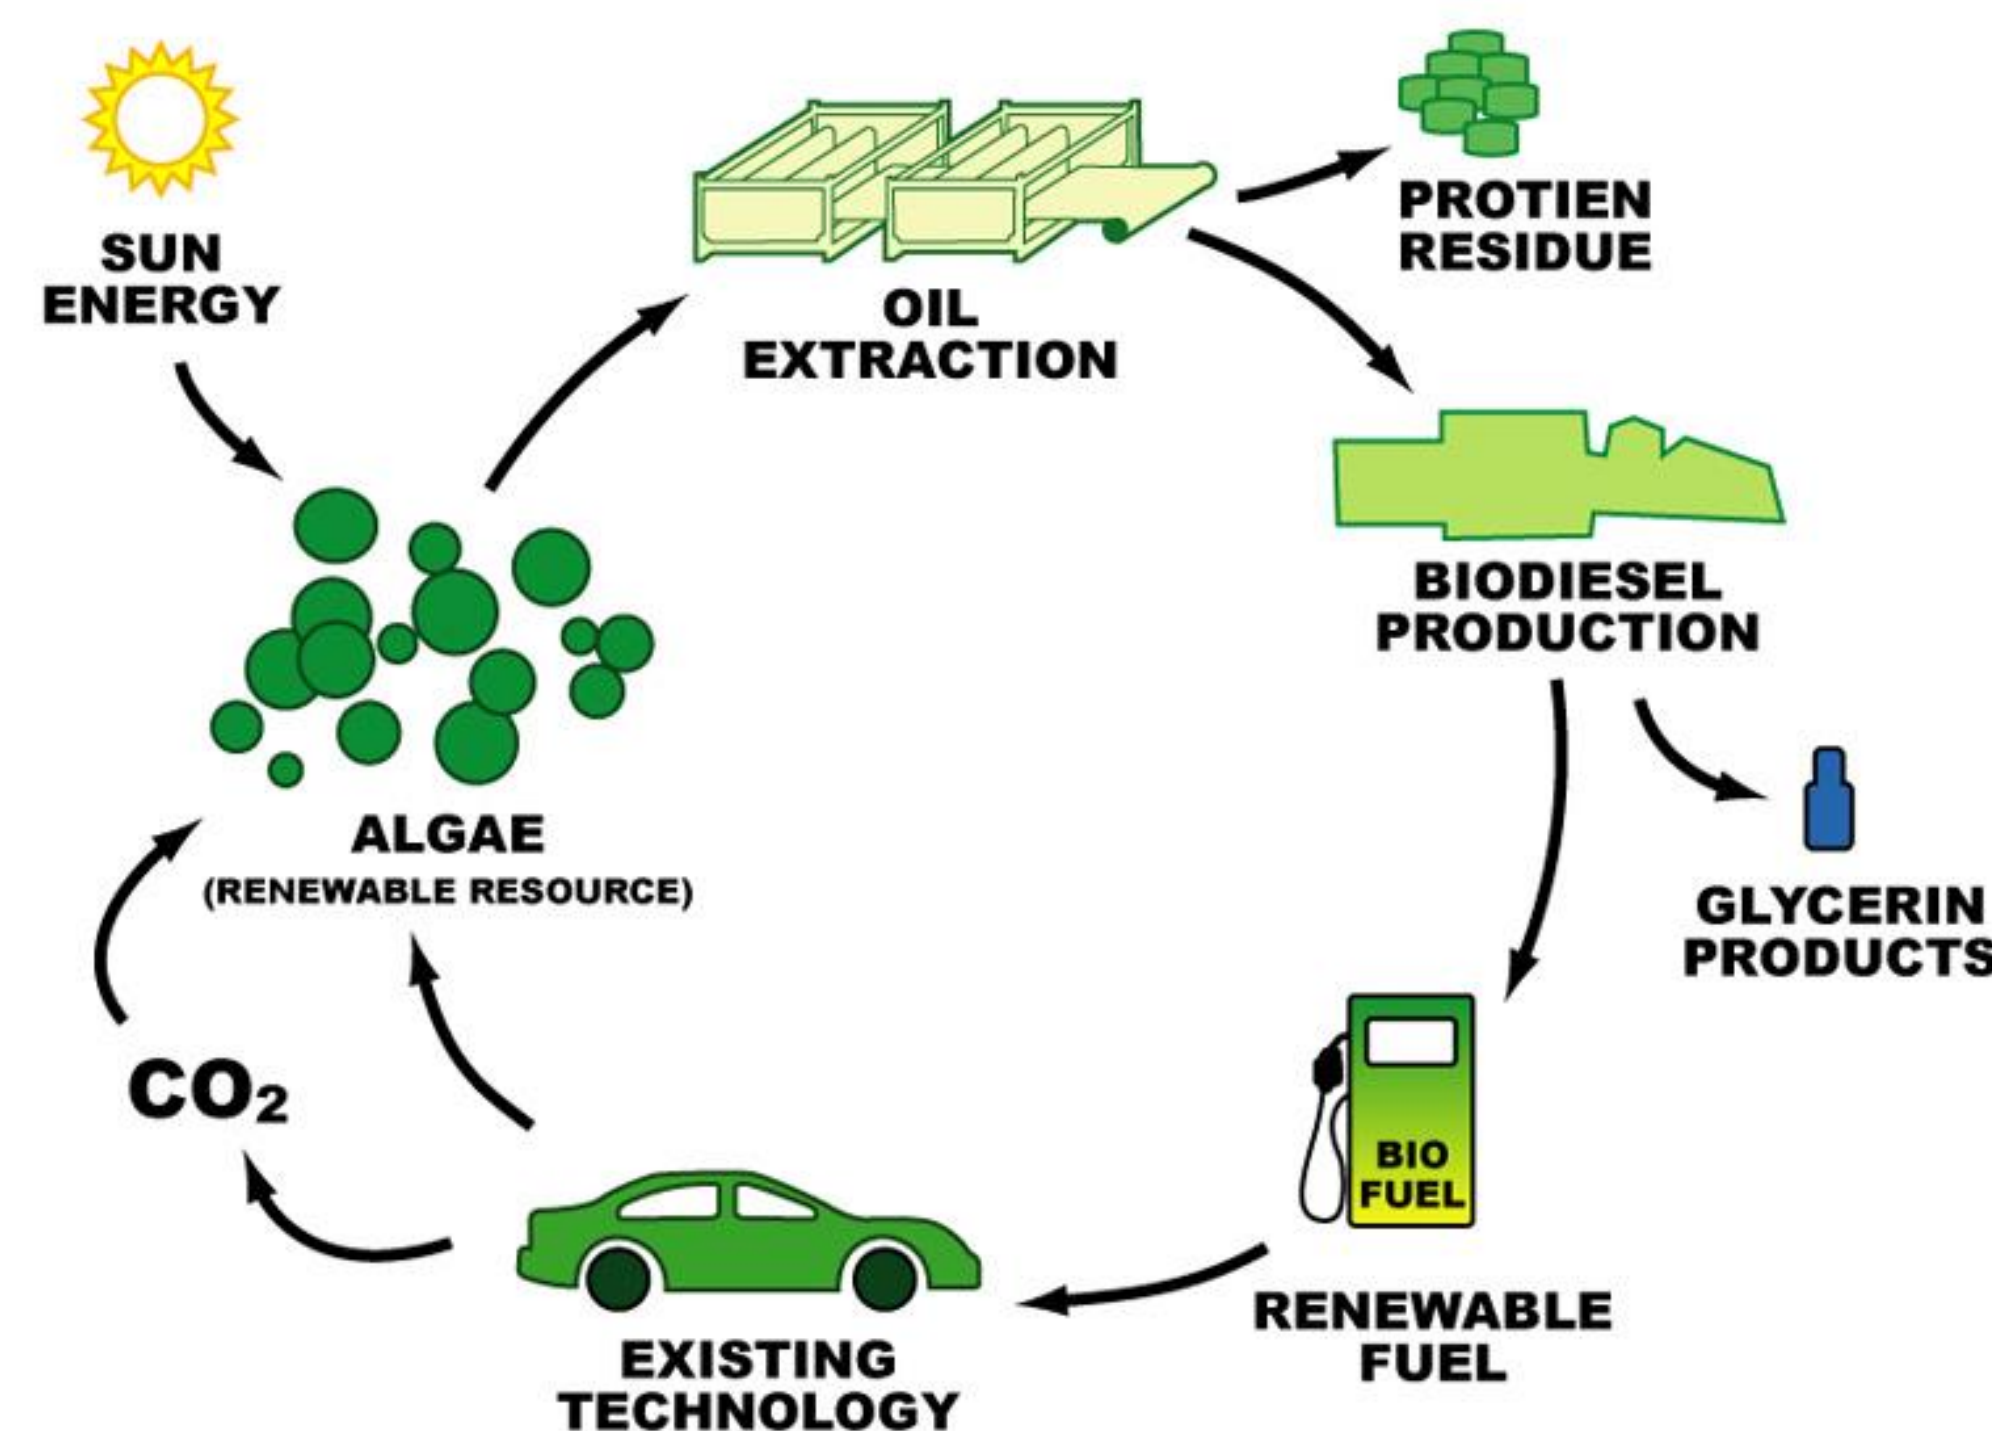 SUN
ENERGY
OIL
EXTRACTION
PROTIEN
RESIDUE
BIODIESEL
PRODUCTION
GLYCERIN
PRODUCTS
BIO
FUEL
RENEWABLE
FUEL
EXISTING
TECHNOLOGY
CO₂
ALGAE
(RENEWABLE RESOURCE)